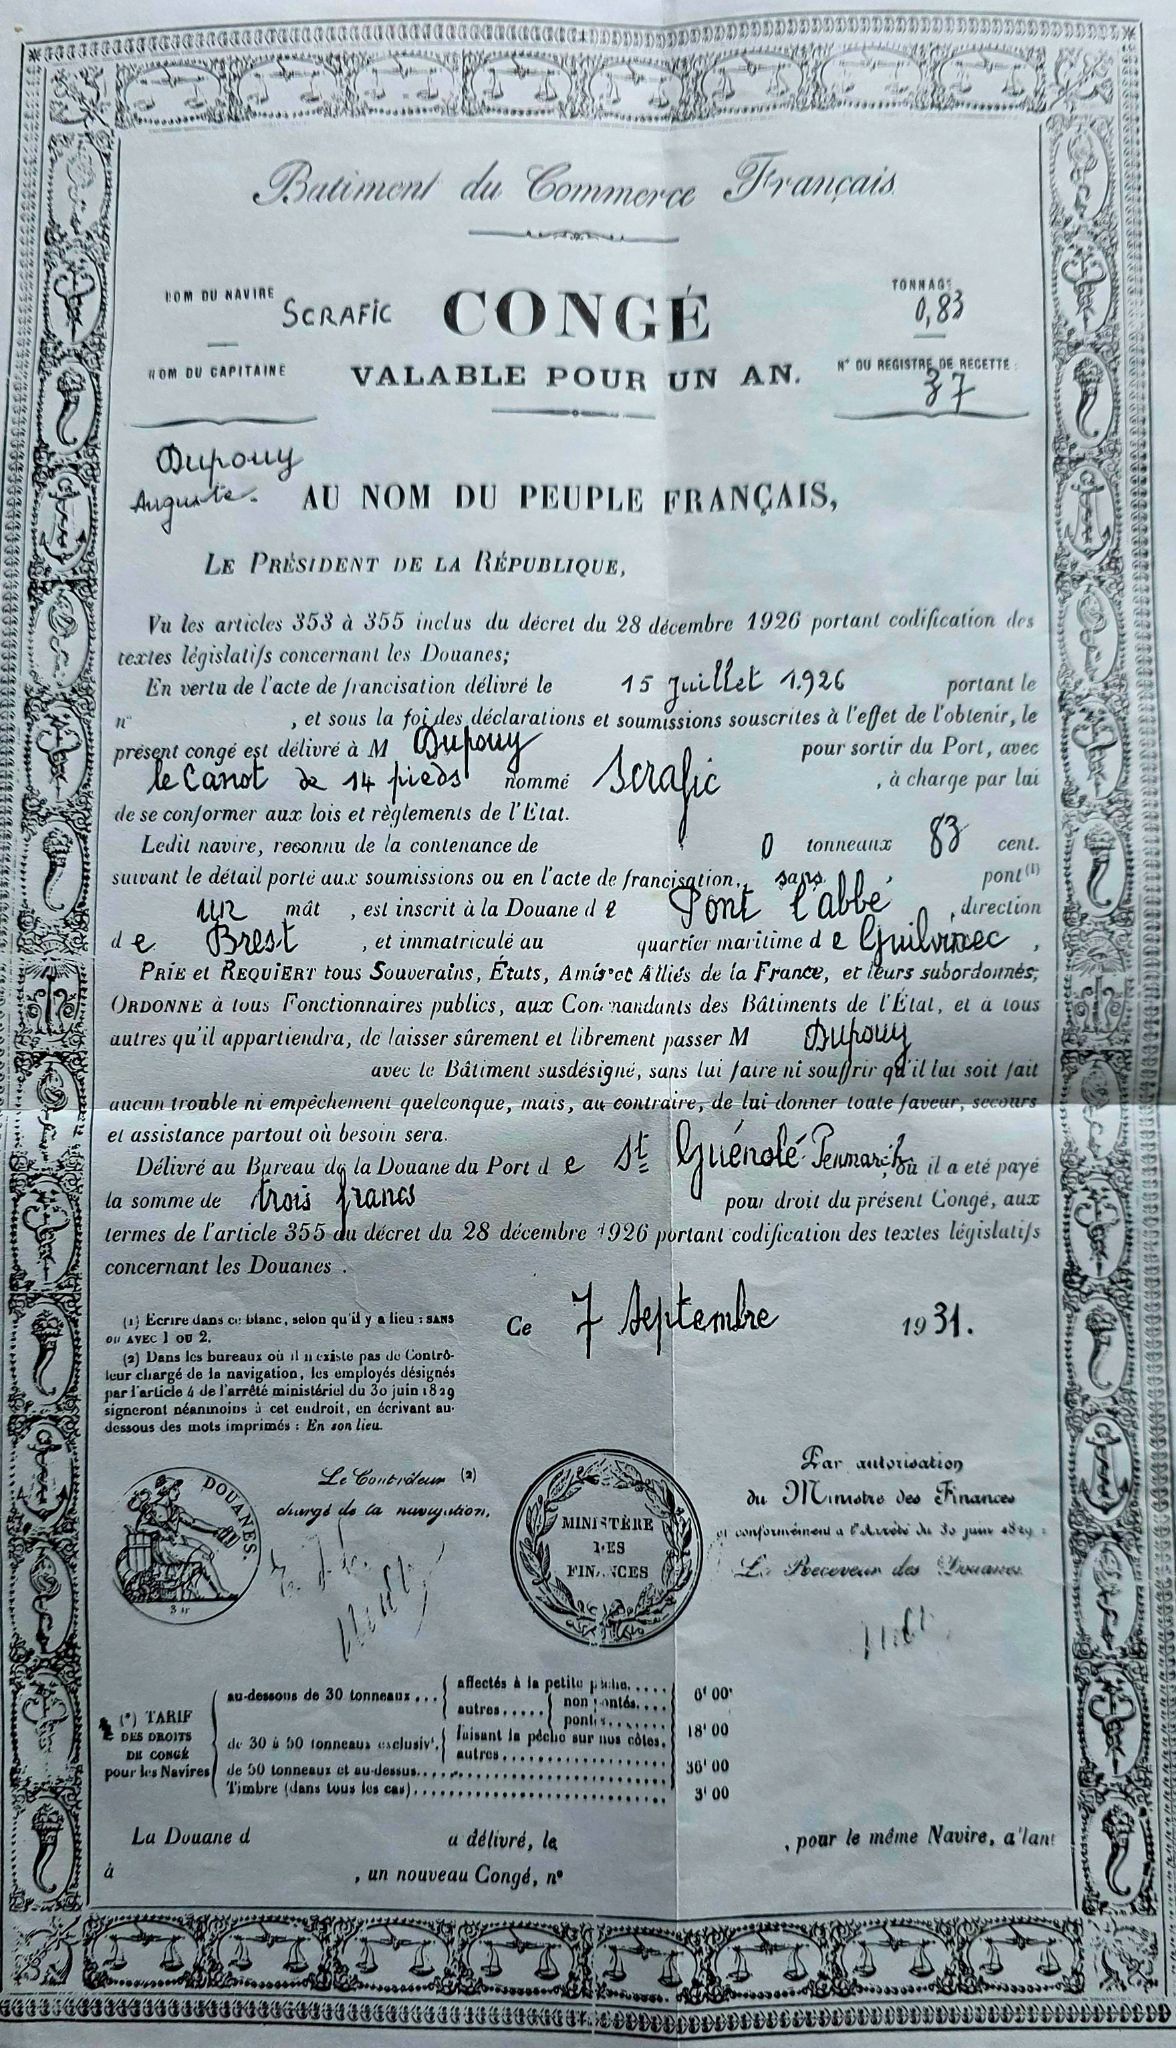 Batiment du Commerce Français
NOM DU NAVIRE
SCRAFIC
CONGÉ
TONNAGE
0,83
NOM DU CAPITAINE
VALABLE POUR UN AN.
N° DU REGISTRE DE RECETTE:
37
Dupouy
Auguste.
AU NOM DU PEUPLE FRANÇAIS,
LE PRÉSIDENT DE LA RÉPUBLIQUE,
Vu les articles 353 à 355 inclus du décret du 28 décembre 1926 portant codification des
textes législatifs concernant les Douanes;
En vertu de l'acte de francisation délivré le 15 Juillet 1926 portant le
n° , et sous la foi des déclarations et soumissions souscrites à l'effet de l'obtenir, le
présent congé est délivré à M Dupouy pour sortir du Port, avec
le Canot de 14 pieds nommé Scrafic , à charge par lui
de se conformer aux lois et règlements de l'Etat.
Ledit navire, reconnu de la contenance de 0 tonneaux 83 cent.
suivant le détail porté aux soumissions ou en l'acte de francisation, sans pont (1)
un mât , est inscrit à la Douane d e Pont l'abbé , direction
d e Brest , et immatriculé au quartier maritime d e Guilvinec ,
PRIE et REQUIERT tous Souverains, États, Amis et Alliés de la France, et leurs subordonnés;
ORDONNE à tous Fonctionnaires publics, aux Commandants des Bâtiments de l'État, et à tous
autres qu'il appartiendra, de laisser sûrement et librement passer M Dupouy
avec le Bâtiment susdésigné, sans lui faire ni souffrir qu'il lui soit fait
aucun trouble ni empêchement quelconque, mais, au contraire, de lui donner toute faveur, secours
et assistance partout où besoin sera.
Délivré au Bureau de la Douane du Port d e St Guénolé-Penmarch, où il a été payé
la somme de trois francs pour droit du présent Congé, aux
termes de l'article 355 du décret du 28 décembre 1926 portant codification des textes législatifs
concernant les Douanes .
Ce 7 Septembre 1931.
(1) Ecrire dans ce blanc, selon qu'il y a lieu : SANS
OU AVEC 1 OU 2.
(2) Dans les bureaux où il n'existe pas de Contrô-
leur chargé de la navigation, les employés désignés
par l'article 4 de l'arrêté ministériel du 30 juin 1829
signeront néanmoins à cet endroit, en écrivant au-
dessous des mots imprimés : En son lieu.
DOUANES.
3 fr
Le Contrôleur (2)
chargé de la navigation,
MINISTÈRE
DES
FINANCES
Par autorisation
du Ministre des Finances
et conformément à l'Arrêté du 30 juin 1829 :
Le Receveur des Douanes
(*) TARIF
DES DROITS
DE CONGÉ
pour les Navires
au-dessous de 30 tonneaux... affectés à la petite pêche..... 6f 00c
autres..... non pontés....
pontés.......
de 30 à 50 tonneaux exclusivt. faisant la pêche sur nos côtes. 18f 00
autres..................
de 50 tonneaux et au-dessus.......................... 36f 00
Timbre (dans tous les cas).......................... 3f 00
La Douane d a délivré, le , pour le même Navire, allant
à , un nouveau Congé, n°